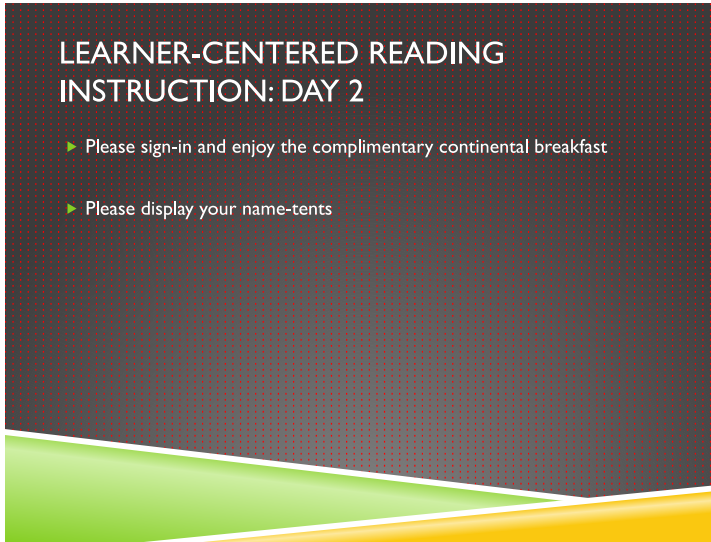 LEARNER-CENTERED READING
INSTRUCTION: DAY 2
Please sign-in and enjoy the complimentary continental breakfast
Please display your name-tents